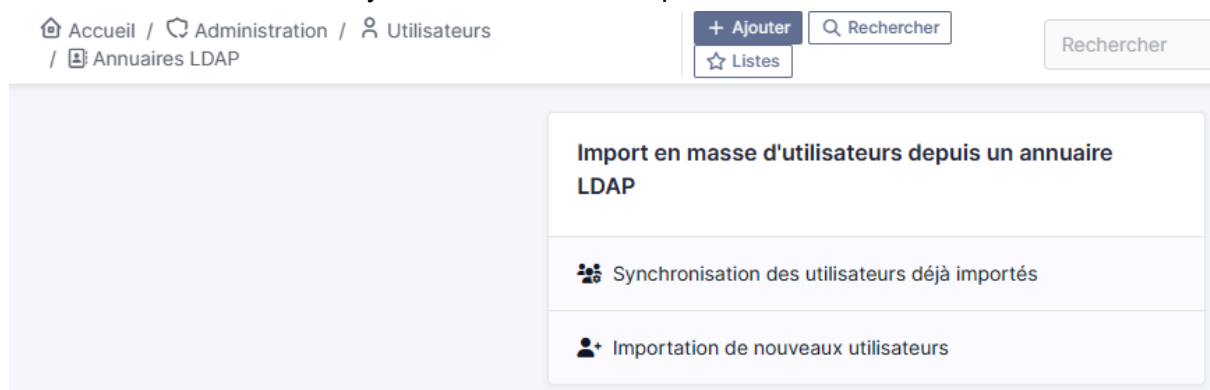 Accueil / Administration / Utilisateurs
/ Annuaires LDAP
+ Ajouter
Rechercher
Listes
Rechercher
Import en masse d'utilisateurs depuis un annuaire
LDAP
Synchronisation des utilisateurs déjà importés
Importation de nouveaux utilisateurs